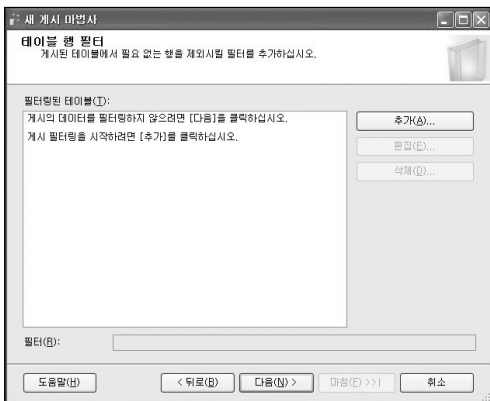 새 게시 마법사
테이블 행 필터
게시된 테이블에서 필요 없는 행을 제외시킬 필터를 추가하십시오.
필터링된 테이블(T):
게시의 데이터를 필터링하지 않으려면 [다음]을 클릭하십시오.
게시 필터링을 시작하려면 [추가]를 클릭하십시오.
추가(A)...
편집(E)...
삭제(D)...
필터(R):
도움말(H)
< 뒤로(B)
다음(N) >
마침(F) >>|
취소